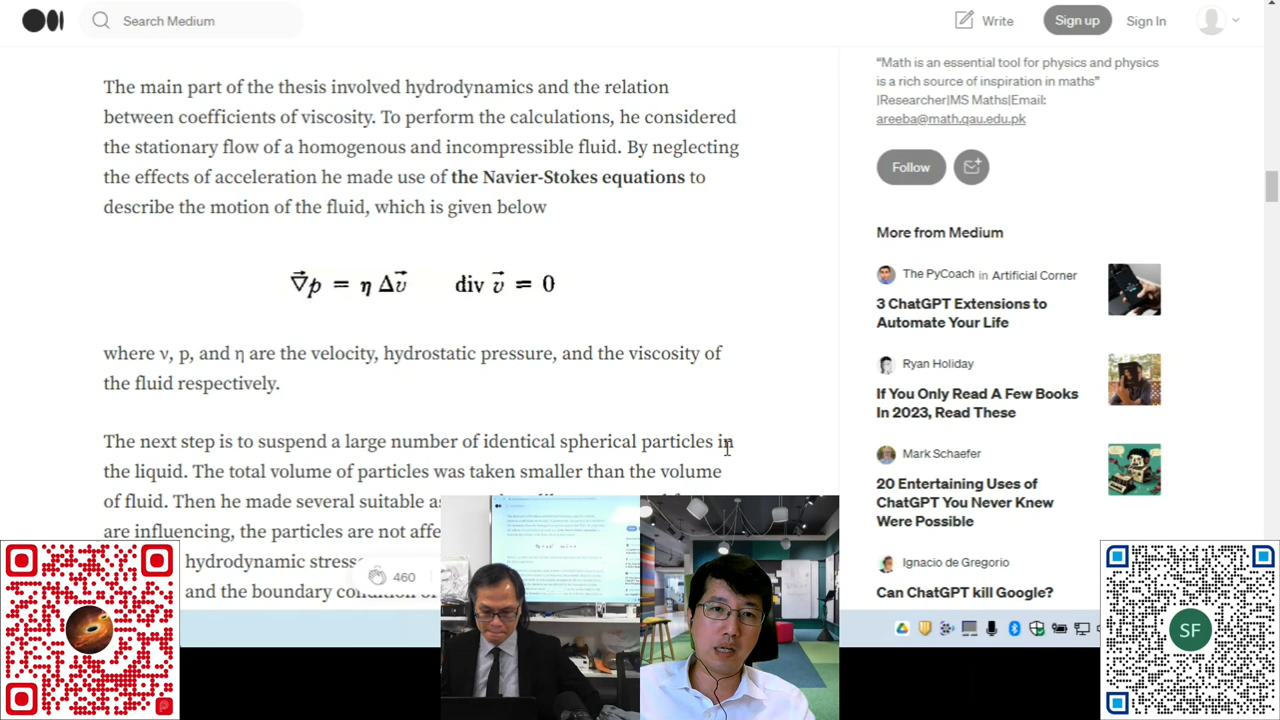 Search Medium
Write
Sign up
Sign In
The main part of the thesis involved hydrodynamics and the relation
between coefficients of viscosity. To perform the calculations, he considered
the stationary flow of a homogenous and incompressible fluid. By neglecting
the effects of acceleration he made use of the Navier-Stokes equations to
describe the motion of the fluid, which is given below
∇⃗p = η Δv⃗ div v⃗ = 0
where ν, p, and η are the velocity, hydrostatic pressure, and the viscosity of
the fluid respectively.
The next step is to suspend a large number of identical spherical particles in
the liquid. The total volume of particles was taken smaller than the volume
of fluid. Then he made several suitable
are influencing, the particles are not
hydrodynamic
460
and the boundary
“Math is an essential tool for physics and physics
is a rich source of inspiration in maths”
|Researcher|MS Maths|Email:
areeba@math.qau.edu.pk
Follow
More from Medium
The PyCoach in Artificial Corner
3 ChatGPT Extensions to
Automate Your Life
Ryan Holiday
If You Only Read A Few Books
In 2023, Read These
Mark Schaefer
20 Entertaining Uses of
ChatGPT You Never Knew
Were Possible
Ignacio de Gregorio
Can ChatGPT kill Google?
SF